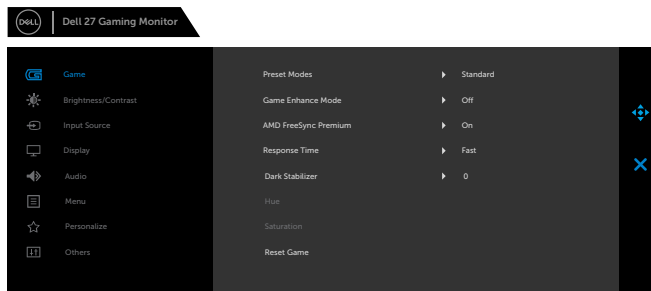 DELL
Dell 27 Gaming Monitor
Game
Preset Modes
Standard
Brightness/Contrast
Game Enhance Mode
Off
Input Source
AMD FreeSync Premium
On
Display
Response Time
Fast
Audio
Dark Stabilizer
0
Menu
Hue
Personalize
Saturation
Others
Reset Game